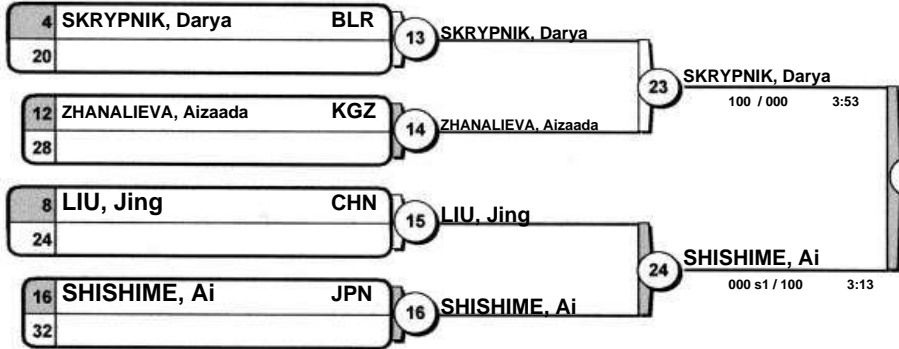 4 SKRYPNIK, Darya BLR
20
13 SKRYPNIK, Darya
12 ZHANALIEVA, Aizaada KGZ
28
14 ZHANALIEVA, Aizaada
23 SKRYPNIK, Darya
100 / 000 3:53
8 LIU, Jing CHN
24
15 LIU, Jing
16 SHISHIME, Ai JPN
32
16 SHISHIME, Ai
24 SHISHIME, Ai
000 s1 / 100 3:13